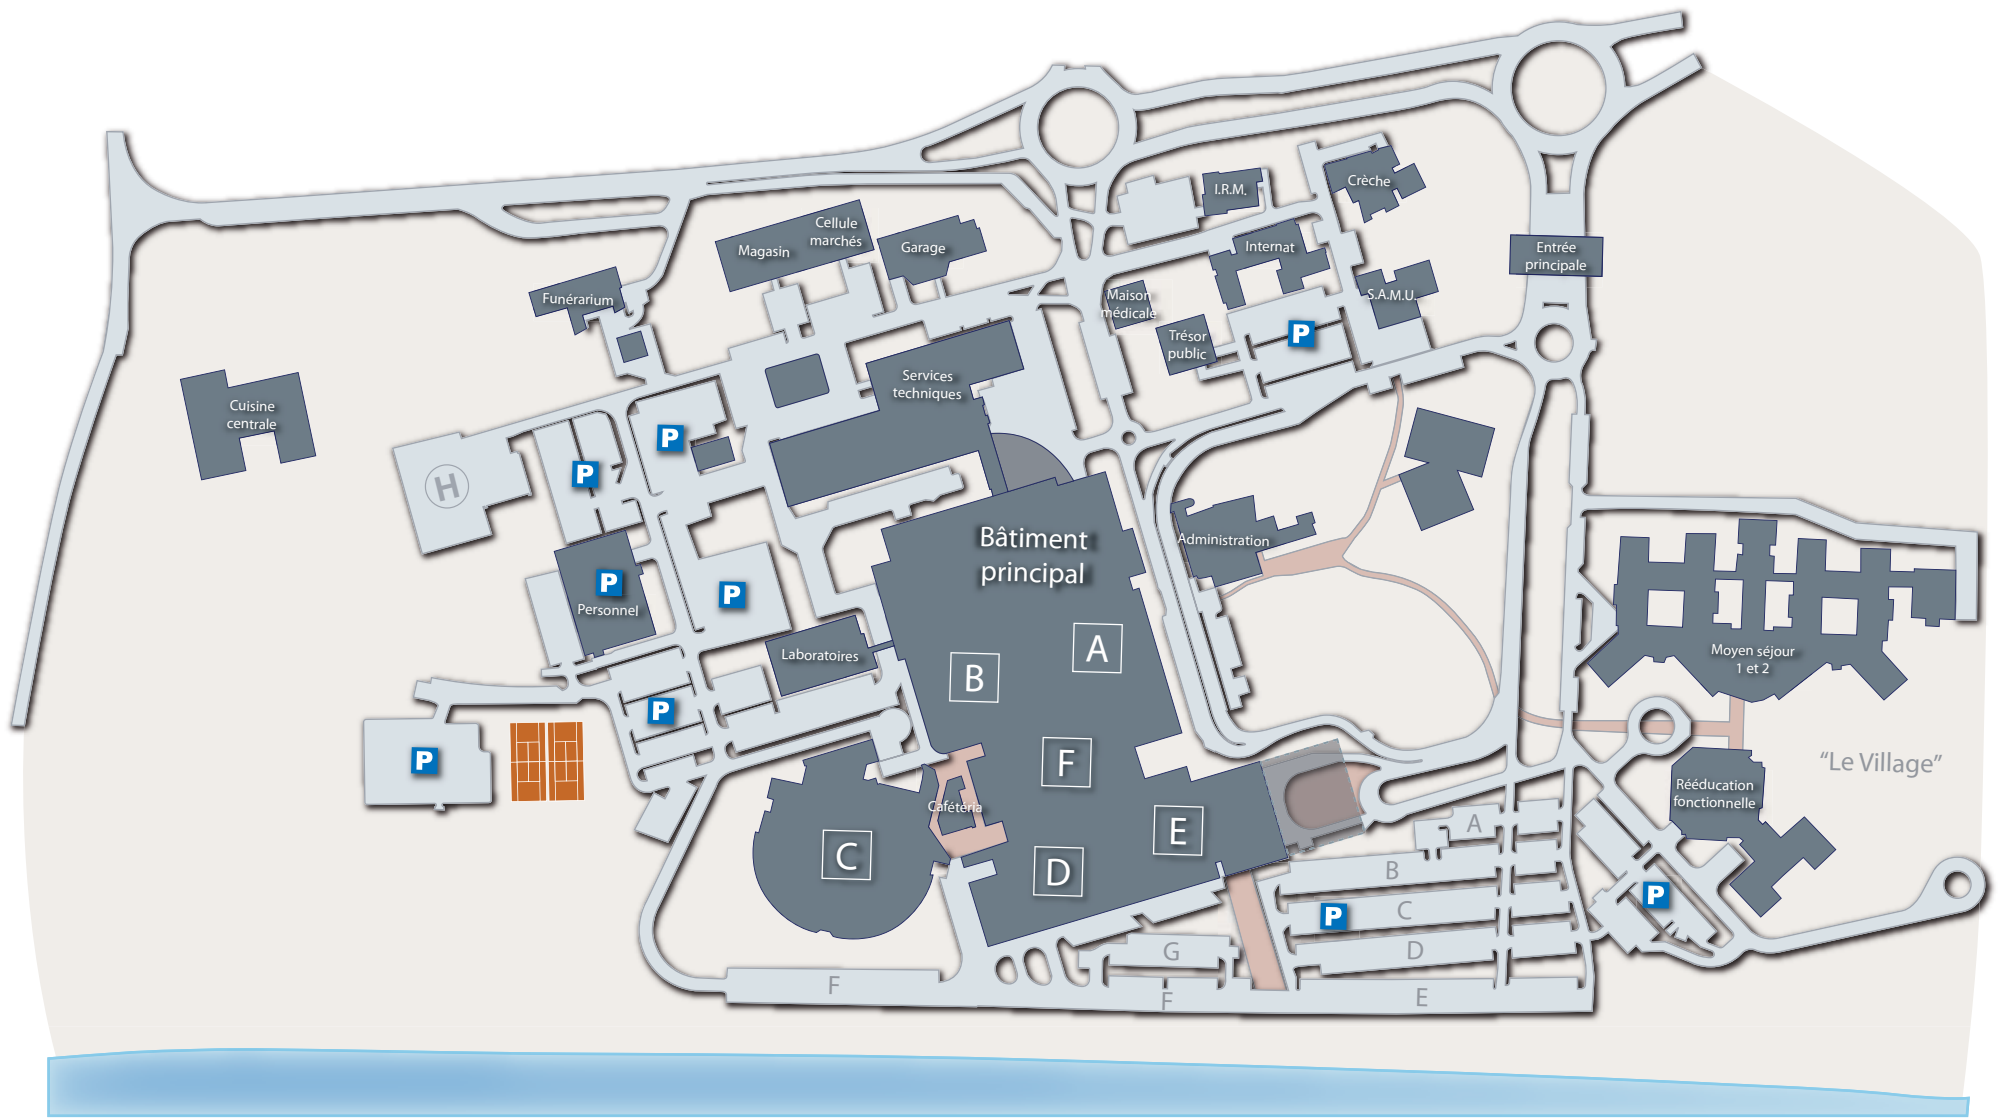 I.R.M.
Crèche
Cellule
marchés
Magasin
Garage
Internat
Entrée
principale
Funérarium
Maison
médicale
S.A.M.U.
Trésor
public
P
Services
techniques
Cuisine
centrale
P
P
H
Bâtiment
principal
Administration
P
Personnel
P
Laboratoires
A
B
Moyen séjour
1 et 2
P
P
F
"Le Village"
Rééducation
fonctionnelle
Cafétéria
E
A
C
D
B
P
P
C
D
G
F
F
E